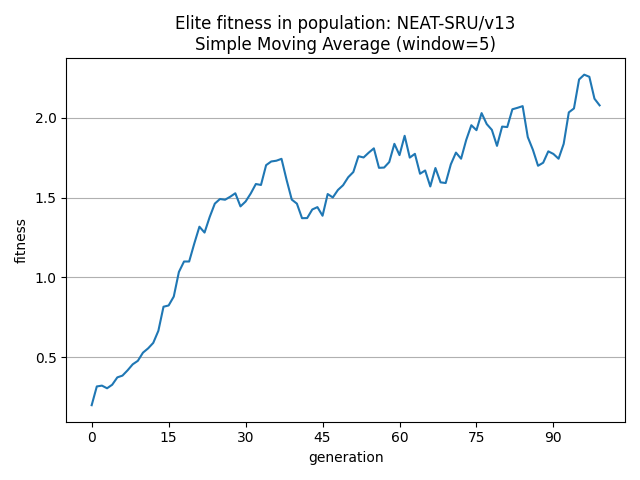 Elite fitness in population: NEAT-SRU/v13
Simple Moving Average (window=5)
fitness
2.0
1.5
1.0
0.5
0 15 30 45 60 75 90
generation